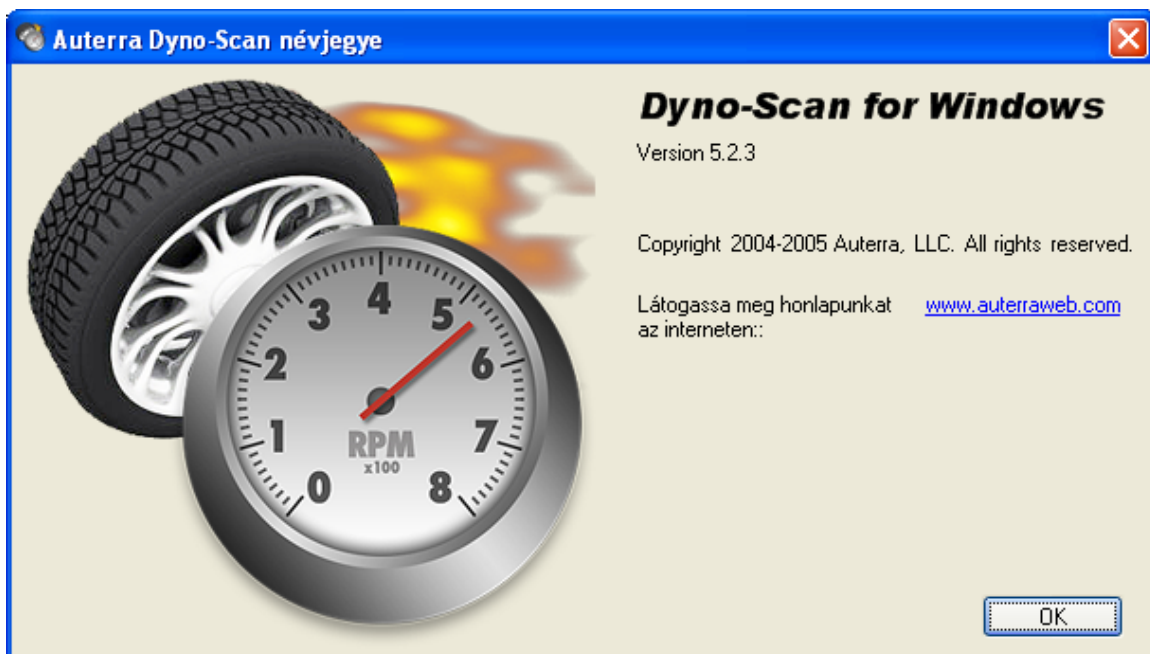 Auterra Dyno-Scan névjegye
Dyno-Scan for Windows
Version 5.2.3
Copyright 2004-2005 Auterra, LLC. All rights reserved.
Látogassa meg honlapunkat www.auterraweb.com
az interneten::
0
1
2
3
4
5
6
7
8
RPM
x100
OK